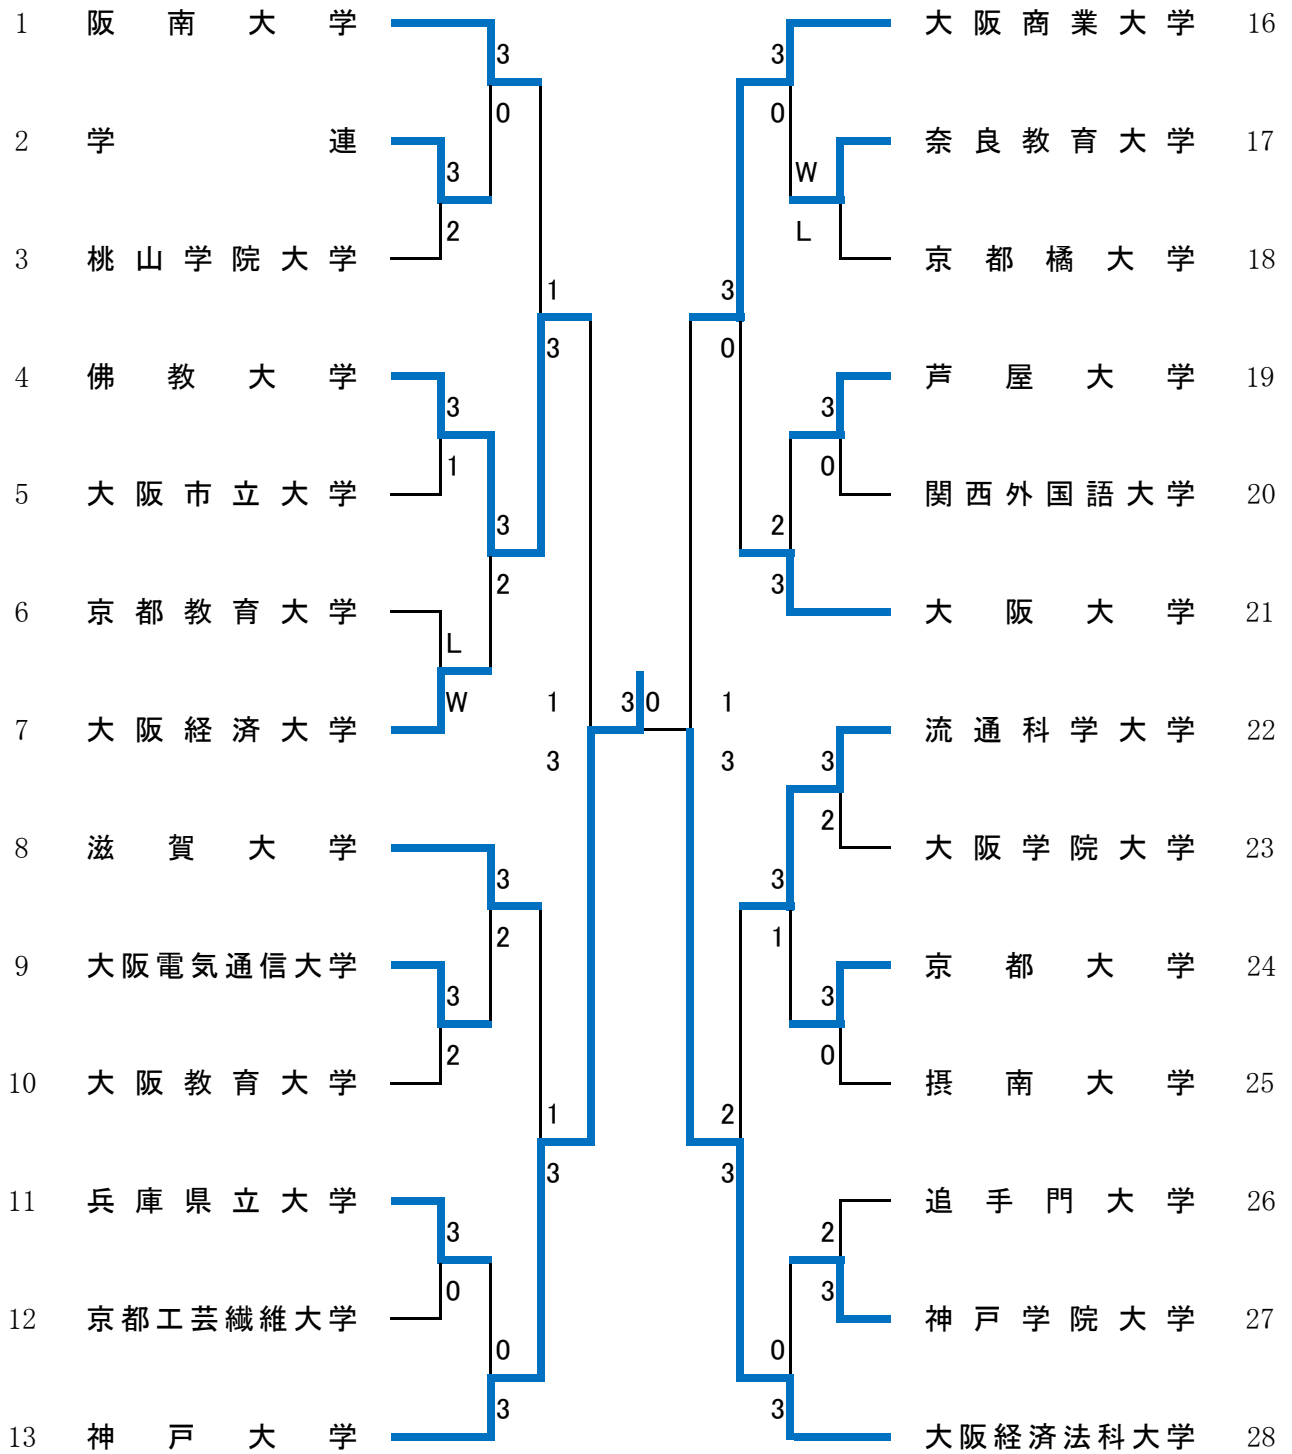 1 阪南大学 大阪商業大学 16
3 3
0 0
2 学連 奈良教育大学 17
3 W
2 L
3 桃山学院大学 京都橘大学 18
1 3
3 0
4 佛教大学 芦屋大学 19
3 3
1 0
5 大阪市立大学 関西外国語大学 20
3 2
2 3
6 京都教育大学 大阪大学 21
L
W 1 3 0 1
7 大阪経済大学 流通科学大学 22
3 3 3
2
8 滋賀大学 大阪学院大学 23
3 3
2 1
9 大阪電気通信大学 京都大学 24
3 3
2 0
10 大阪教育大学 摂南大学 25
1 2
3 3
11 兵庫県立大学 追手門大学 26
3 2
0 3
12 京都工芸繊維大学 神戸学院大学 27
0 0
3 3
13 神戸大学 大阪経済法科大学 28